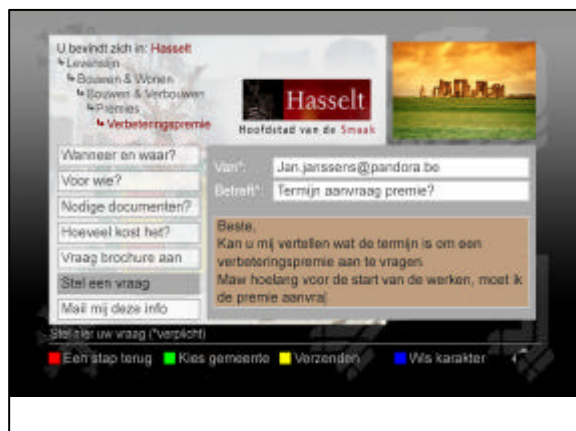 U bevindt zich in: Hasselt
Levenslijn
Bouwen & Wonen
Bouwen & Verbouwen
Premies
Verbeteringspremie
Hasselt
Hoofdstad van de Smaak
Wanneer en waar?
Voor wie?
Nodige documenten?
Hoeveel kost het?
Vraag brochure aan
Stel een vraag
Mail mij deze info
Van*: Jan.janssens@pandora.be
Betreft*: Termijn aanvraag premie?
Beste,
Kan u mij vertellen wat de termijn is om een
verbeteringspremie aan te vragen.
Maw hoelang voor de start van de werken, moet ik
de premie aanvra
Stel hier uw vraag (*verplicht)
Een stap terug Kies gemeente Verzenden Wis karakter